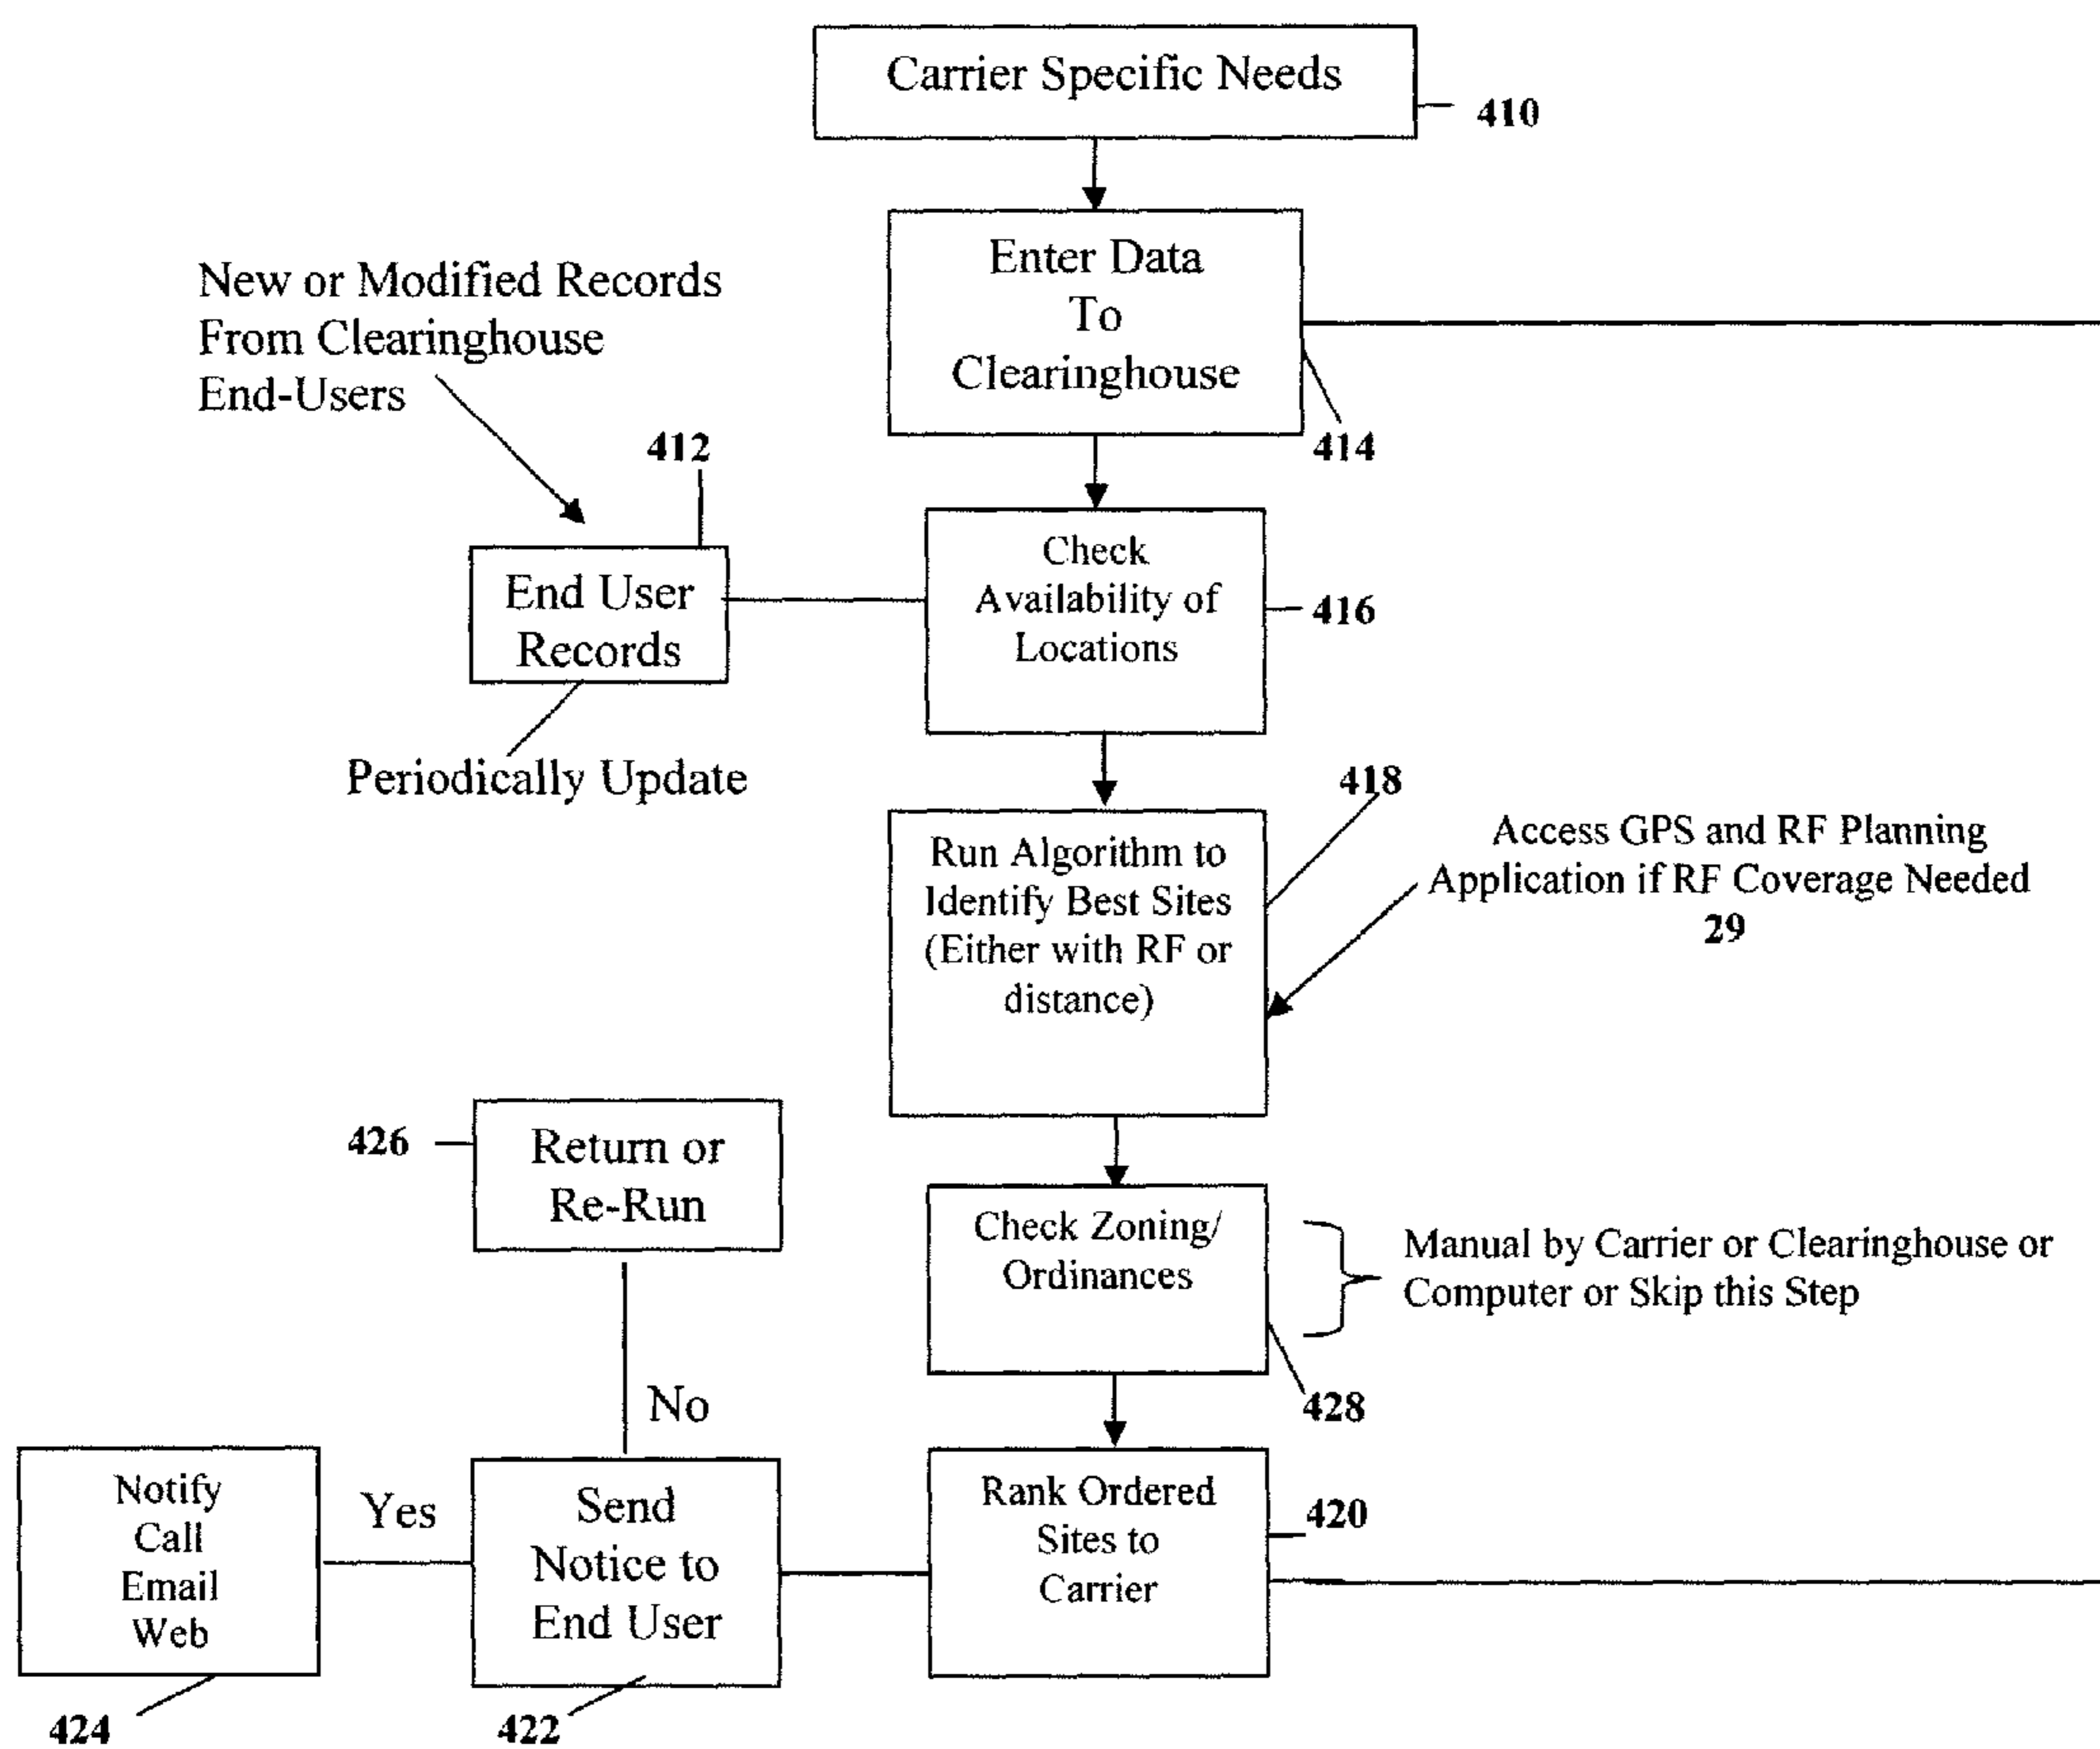 Carrier Specific Needs
410
Enter Data
To
Clearinghouse
414
New or Modified Records
From Clearinghouse
End-Users
412
End User
Records
Periodically Update
Check
Availability of
Locations
416
418
Run Algorithm to
Identify Best Sites
(Either with RF or
distance)
Access GPS and RF Planning
Application if RF Coverage Needed
29
426
Return or
Re-Run
Check Zoning/
Ordinances
Manual by Carrier or Clearinghouse or
Computer or Skip this Step
428
No
Notify
Call
Email
Web
424
Yes
Send
Notice to
End User
422
Rank Ordered
Sites to
Carrier
420